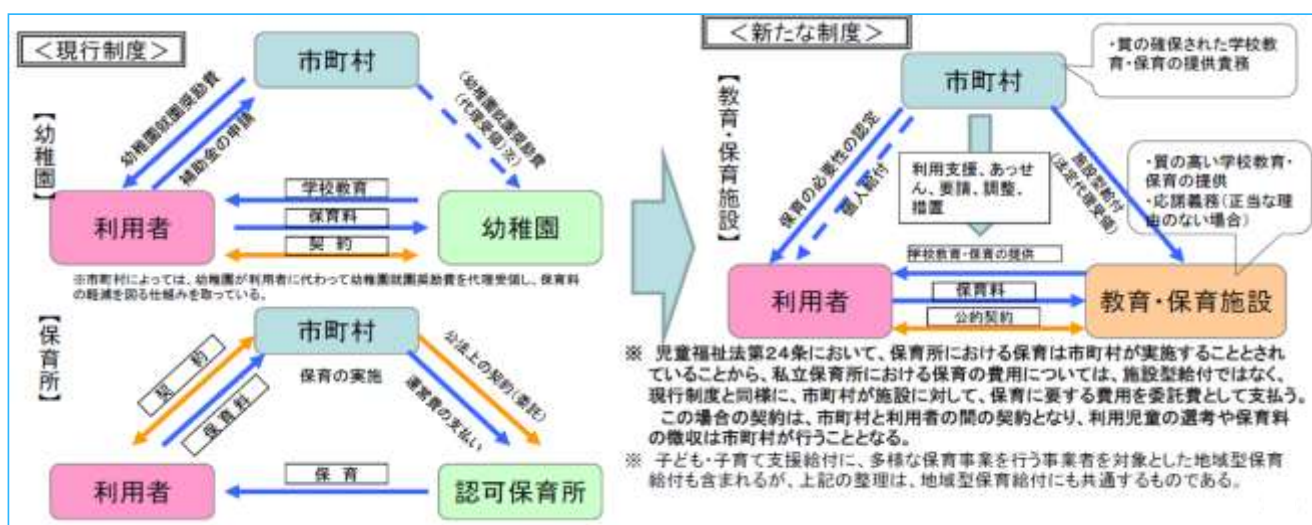 ＜現行制度＞
【幼稚園】
市町村
幼稚園就園奨励費
補助金の申請
(幼稚園就園奨励費
(代理受領)※)
利用者
学校教育
保育料
契 約
幼稚園
※市町村によっては、幼稚園が利用者に代わって幼稚園就園奨励費を代理受領し、保育料
の軽減を図る仕組みを取っている。
【保育所】
市町村
契 約
保育料
保育の実施
公法上の契約(委託)
運営費の支払い
利用者
保 育
認可保育所
＜新たな制度＞
【教育・保育施設】
市町村
・質の確保された学校教
育・保育の提供責務
保育の必要性の認定
個人給付
利用支援、あっせ
ん、要請、調整、
措置
施設型給付
(法定代理受領)
・質の高い学校教育・
保育の提供
・応諾義務(正当な理
由のない場合)
学校教育・保育の提供
利用者
保育料
公的契約
教育・保育施設
※ 児童福祉法第２４条において、保育所における保育は市町村が実施することとされ
ていることから、私立保育所における保育の費用については、施設型給付ではなく、
現行制度と同様に、市町村が施設に対して、保育に要する費用を委託費として支払う。
この場合の契約は、市町村と利用者の間の契約となり、利用児童の選考や保育料
の徴収は市町村が行うこととなる。
※ 子ども・子育て支援給付に、多様な保育事業を行う事業者を対象とした地域型保育
給付も含まれるが、上記の整理は、地域型保育給付にも共通するものである。